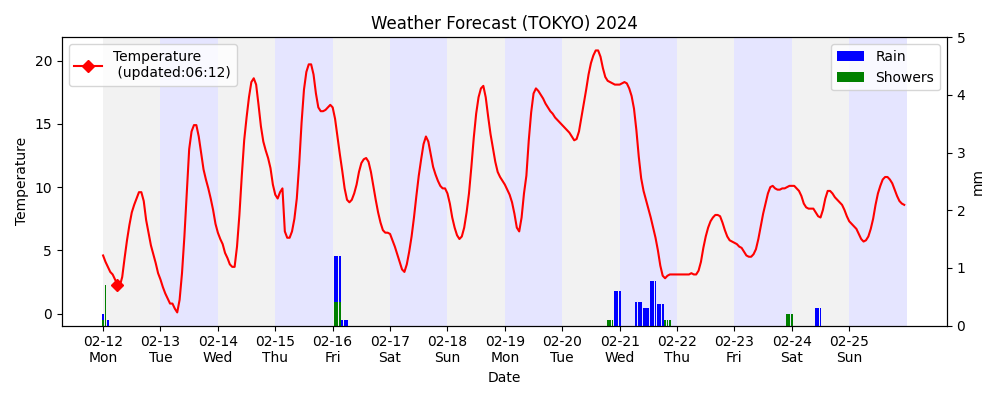 Weather Forecast (TOKYO) 2024
Temperature
(updated:06:12)
Rain
Showers
Temperature
20
15
10
5
0
5
4
3
2
1
0
mm
02-12 02-13 02-14 02-15 02-16 02-17 02-18 02-19 02-20 02-21 02-22 02-23 02-24 02-25
Mon Tue Wed Thu Fri Sat Sun Mon Tue Wed Thu Fri Sat Sun
Date